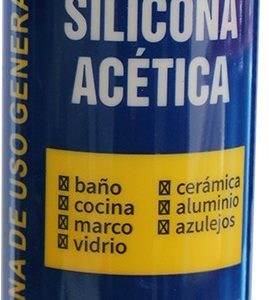 SILICONA
ACÉTICA
NA DE USO GENERA
☒ baño
☒ cocina
☒ marco
☒ vidrio
☒ cerámica
☒ aluminio
☒ azulejos